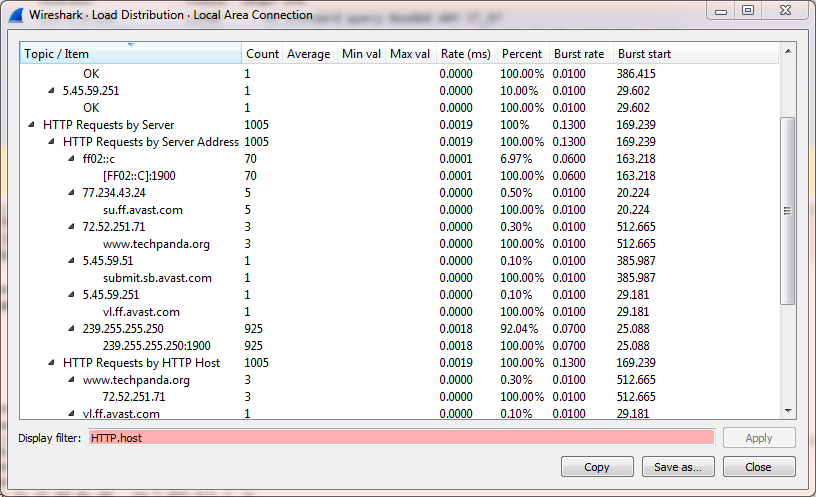 Wireshark · Load Distribution · Local Area Connection
Topic / Item Count Average Min val Max val Rate (ms) Percent Burst rate Burst start
OK 1 0.0000 100.00% 0.0100 386.415
5.45.59.251 1 0.0000 10.00% 0.0100 29.602
OK 1 0.0000 100.00% 0.0100 29.602
HTTP Requests by Server 1005 0.0019 100% 0.1300 169.239
HTTP Requests by Server Address 1005 0.0019 100.00% 0.1300 169.239
ff02::c 70 0.0001 6.97% 0.0600 163.218
[FF02::C]:1900 70 0.0001 100.00% 0.0600 163.218
77.234.43.24 5 0.0000 0.50% 0.0100 20.224
su.ff.avast.com 5 0.0000 100.00% 0.0100 20.224
72.52.251.71 3 0.0000 0.30% 0.0100 512.665
www.techpanda.org 3 0.0000 100.00% 0.0100 512.665
5.45.59.51 1 0.0000 0.10% 0.0100 385.987
submit.sb.avast.com 1 0.0000 100.00% 0.0100 385.987
5.45.59.251 1 0.0000 0.10% 0.0100 29.181
vl.ff.avast.com 1 0.0000 100.00% 0.0100 29.181
239.255.255.250 925 0.0018 92.04% 0.0700 25.088
239.255.255.250:1900 925 0.0018 100.00% 0.0700 25.088
HTTP Requests by HTTP Host 1005 0.0019 100.00% 0.1300 169.239
www.techpanda.org 3 0.0000 0.30% 0.0100 512.665
72.52.251.71 3 0.0000 100.00% 0.0100 512.665
vl.ff.avast.com 1 0.0000 0.10% 0.0100 29.181
Display filter: HTTP.host Apply
Copy Save as... Close